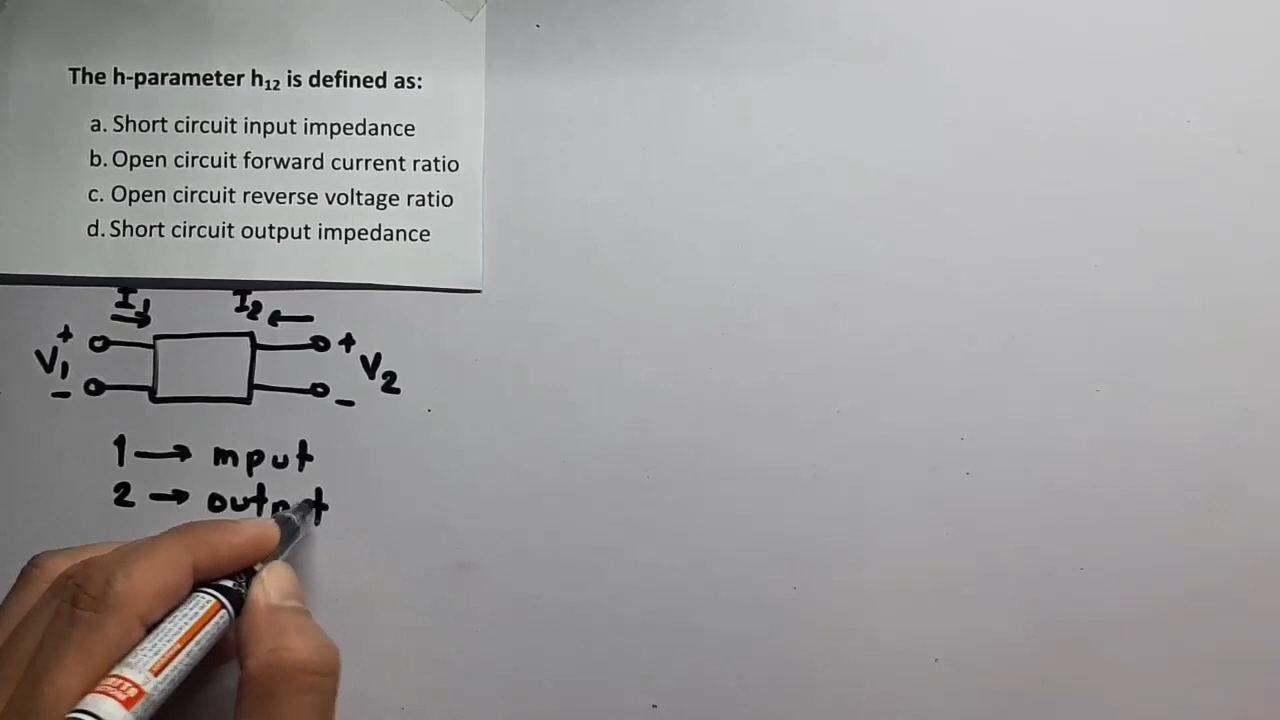 The h-parameter h12 is defined as:
a. Short circuit input impedance
b. Open circuit forward current ratio
c. Open circuit reverse voltage ratio
d. Short circuit output impedance
I1 I2
+ +
V1 V2
- -
1 → input
2 → output